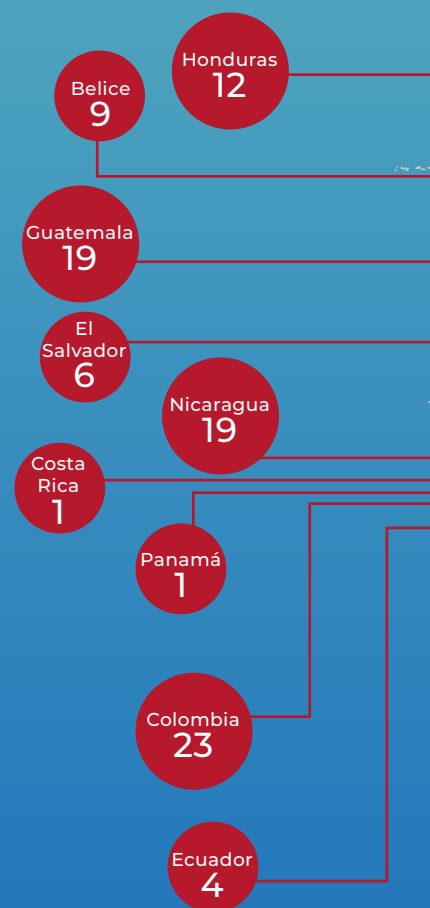 Honduras
12
Belice
9
Guatemala
19
El
Salvador
6
Nicaragua
19
Costa
Rica
1
Panamá
1
Colombia
23
Ecuador
4